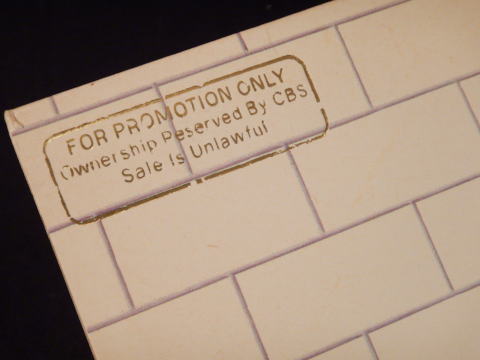 FOR PROMOTION ONLY
Ownership Reserved By CBS
Sale Is Unlawful